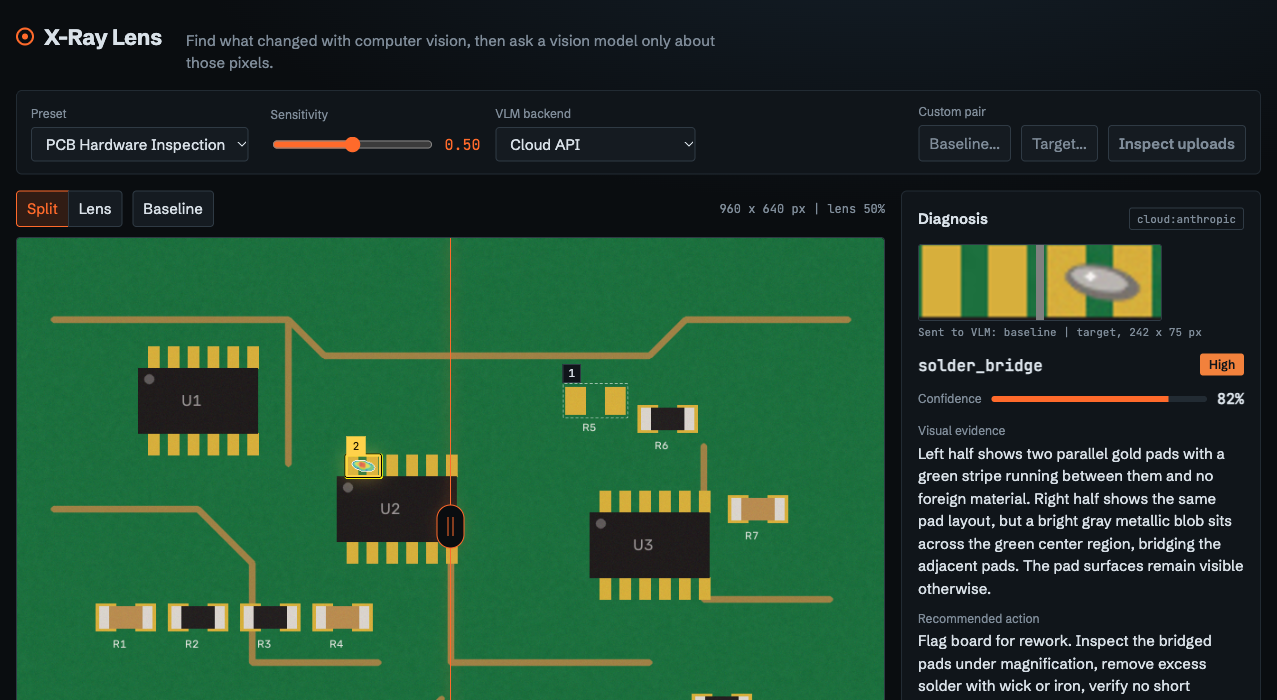 X-Ray Lens
Find what changed with computer vision, then ask a vision model only about
those pixels.
Preset
Sensitivity
VLM backend
Custom pair
PCB Hardware Inspection
0.50
Cloud API
Baseline...
Target...
Inspect uploads
Split
Lens
Baseline
960 x 640 px | lens 50%
U1
1
R5
R6
2
U2
U3
R7
R1
R2
R3
R4
Diagnosis
cloud:anthropic
Sent to VLM: baseline | target, 242 x 75 px
solder_bridge
High
Confidence
82%
Visual evidence
Left half shows two parallel gold pads with a
green stripe running between them and no
foreign material. Right half shows the same
pad layout, but a bright gray metallic blob sits
across the green center region, bridging the
adjacent pads. The pad surfaces remain visible
otherwise.
Recommended action
Flag board for rework. Inspect the bridged
pads under magnification, remove excess
solder with wick or iron, verify no short